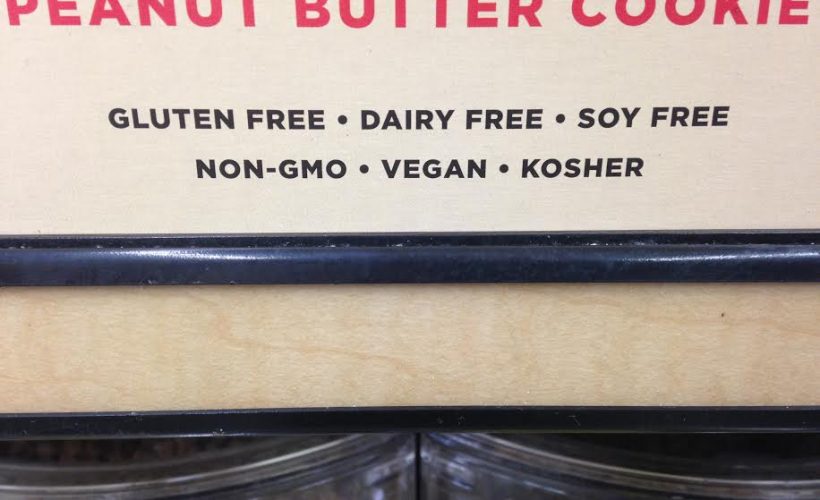 PEANUT BUTTER COOKIE
GLUTEN FREE • DAIRY FREE • SOY FREE
NON-GMO • VEGAN • KOSHER